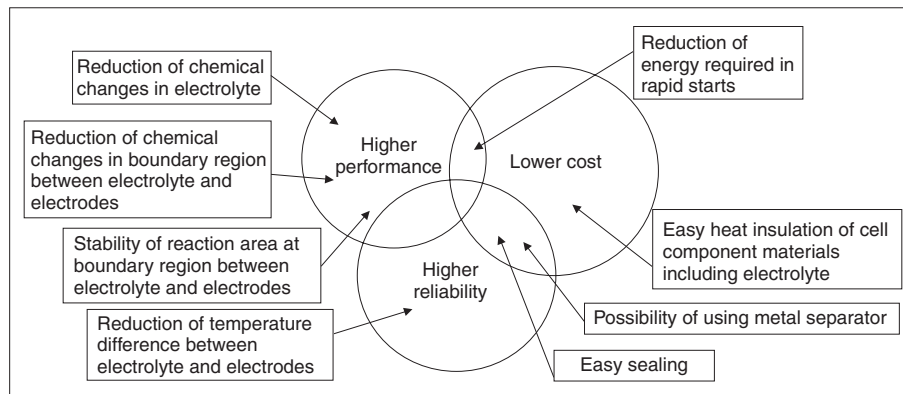 Reduction of chemical
changes in electrolyte
Reduction of chemical
changes in boundary region
between electrolyte and
electrodes
Stability of reaction area at
boundary region between
electrolyte and electrodes
Reduction of temperature
difference between
electrolyte and electrodes
Higher
performance
Lower cost
Higher
reliability
Reduction of
energy required in
rapid starts
Easy heat insulation of cell
component materials
including electrolyte
Possibility of using metal separator
Easy sealing